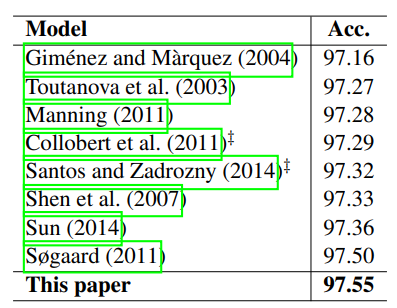 Model Acc.
Giménez and Màrquez (2004) 97.16
Toutanova et al. (2003) 97.27
Manning (2011) 97.28
Collobert et al. (2011)‡ 97.29
Santos and Zadrozny (2014)‡ 97.32
Shen et al. (2007) 97.33
Sun (2014) 97.36
Søgaard (2011) 97.50
This paper 97.55